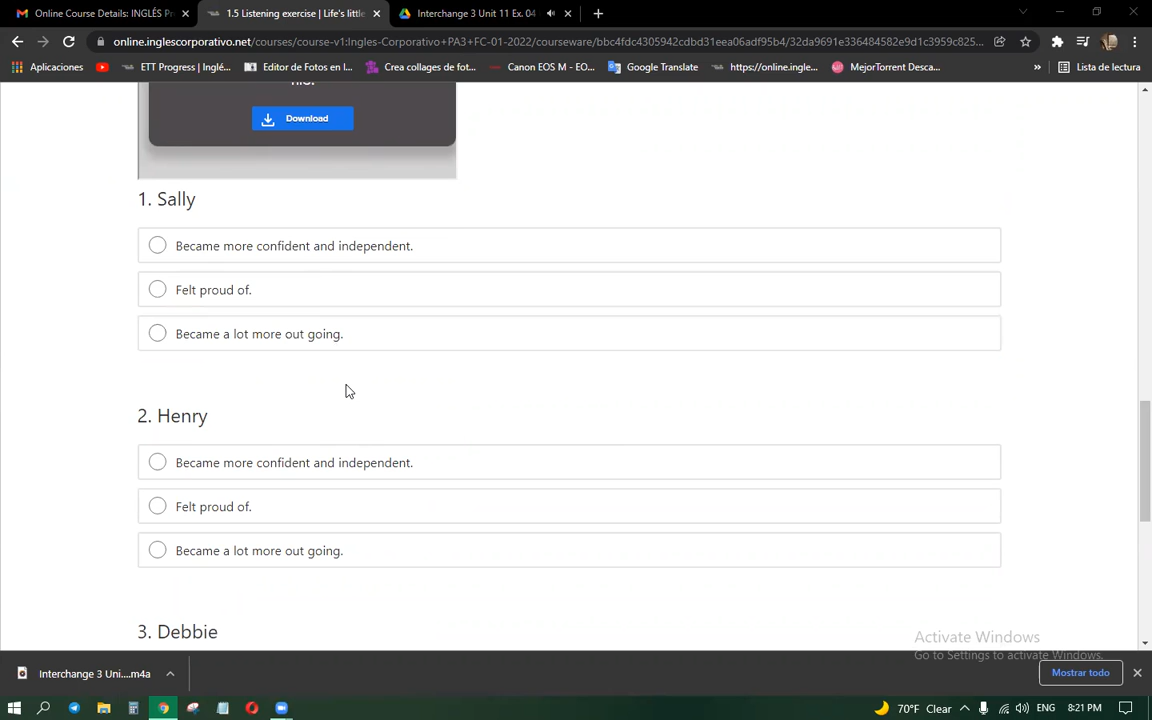 Online Course Details: INGLÉS P
1.5 Listening exercise | Life's little
Interchange 3 Unit 11 Ex. 04
online.inglescorporativo.net/courses/course-v1:Ingles-Corporativo+PA3+FC-01-2022/courseware/bbc4fdc4305942cdbd31eea06adf95b4/32da9691e336484582e9d1c3959c825...
Aplicaciones
ETT Progress | Inglé...
Editor de Fotos en l...
Crea collages de fot...
Canon EOS M - EO...
Google Translate
https://online.ingle...
MejorTorrent Desca...
»
Lista de lectura
Download
1. Sally
Became more confident and independent.
Felt proud of.
Became a lot more out going.
2. Henry
Became more confident and independent.
Felt proud of.
Became a lot more out going.
3. Debbie
Activate Windows
Go to Settings to activate Windows.
Interchange 3 Uni....m4a
Mostrar todo
70°F Clear
ENG
8:21 PM